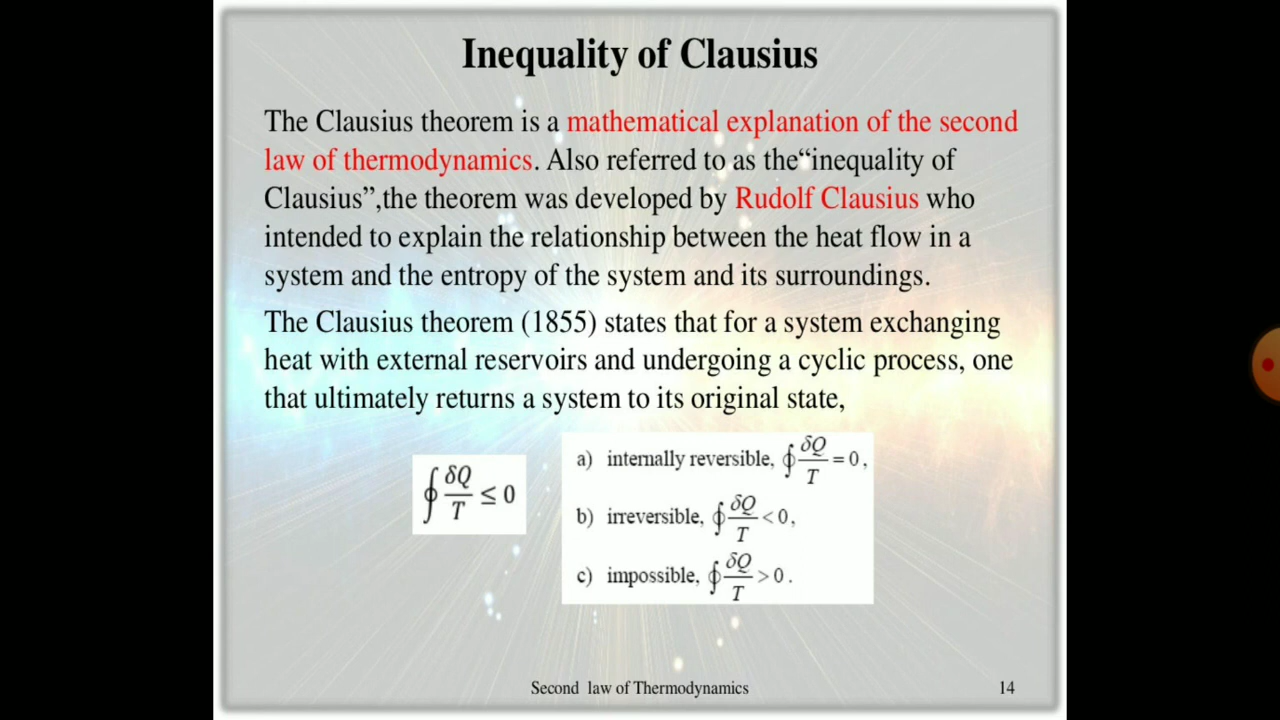 Inequality of Clausius
The Clausius theorem is a mathematical explanation of the second
law of thermodynamics. Also referred to as the“inequality of
Clausius”,the theorem was developed by Rudolf Clausius who
intended to explain the relationship between the heat flow in a
system and the entropy of the system and its surroundings.
The Clausius theorem (1855) states that for a system exchanging
heat with external reservoirs and undergoing a cyclic process, one
that ultimately returns a system to its original state,
∮ δQ/T ≤ 0
a) internally reversible, ∮ δQ/T = 0,
b) irreversible, ∮ δQ/T < 0,
c) impossible, ∮ δQ/T > 0.
Second law of Thermodynamics 14